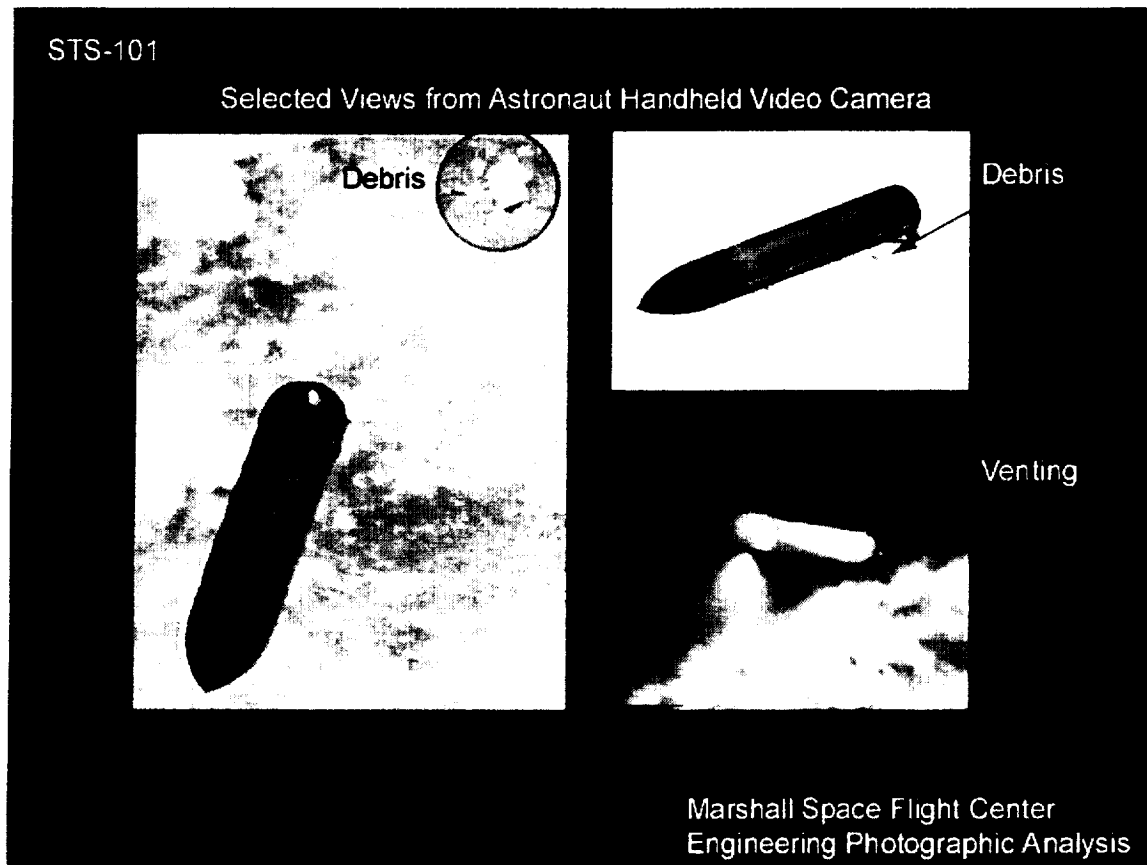 STS-101
Selected Views from Astronaut Handheld Video Camera
Debris
Debris
Venting
Marshall Space Flight Center
Engineering Photographic Analysis